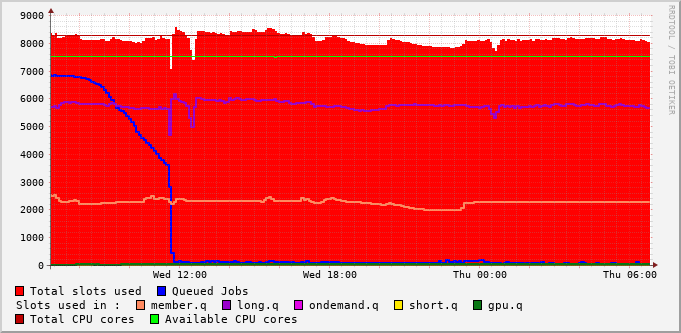 9000
8000
7000
6000
5000
4000
3000
2000
1000
0
Wed 12:00 Wed 18:00 Thu 00:00 Thu 06:00
RRDTOOL / TOBI OETIKER
Total slots used Queued Jobs
Slots used in : member.q long.q ondemand.q short.q gpu.q
Total CPU cores Available CPU cores